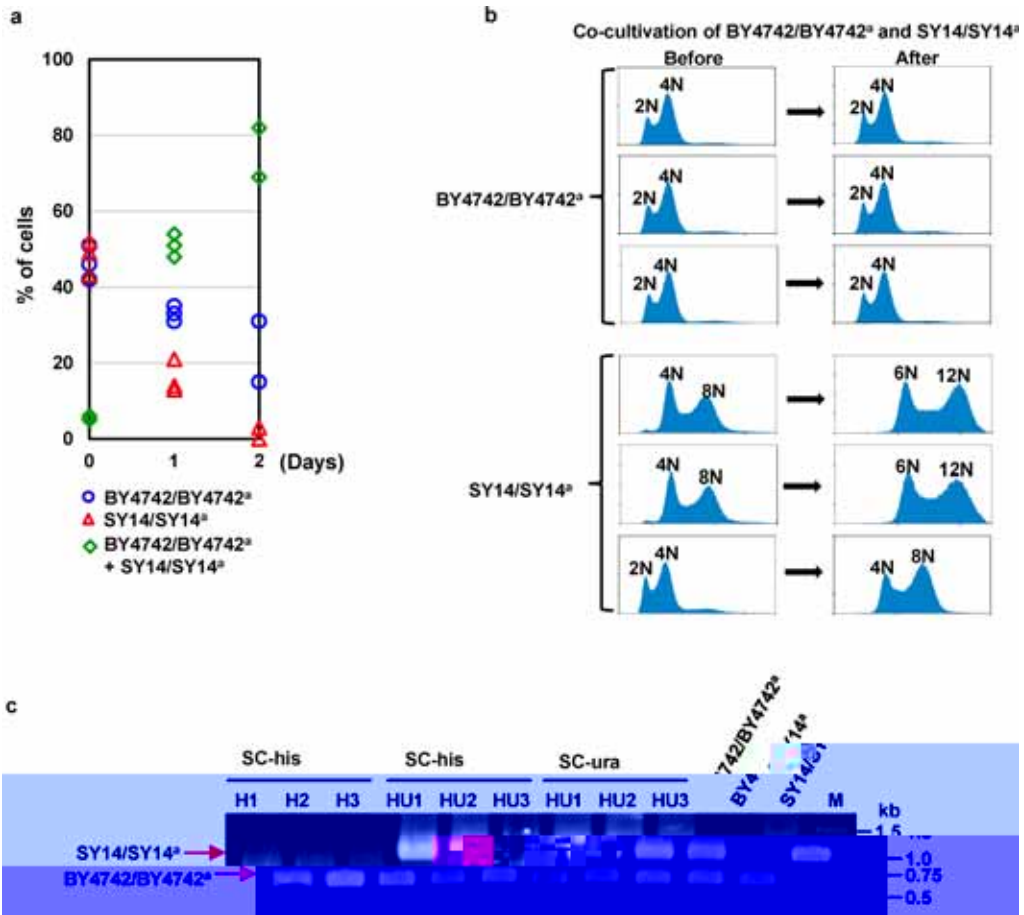 a
100
80
60
40
20
0
% of cells
0 1 2 (Days)
BY4742/BY4742ᵃ
SY14/SY14ᵃ
BY4742/BY4742ᵃ
+ SY14/SY14ᵃ
b
Co-cultivation of BY4742/BY4742ᵃ and SY14/SY14ᵃ
Before After
BY4742/BY4742ᵃ
2N 4N 2N 4N
2N 4N 2N 4N
2N 4N 2N 4N
SY14/SY14ᵃ
4N 8N 6N 12N
4N 8N 6N 12N
2N 4N 4N 8N
c
SC-his SC-his SC-ura
H1 H2 H3 HU1 HU2 HU3 HU1 HU2 HU3 M
kb
1.5
SY14/SY14ᵃ
1.0
BY4742/BY4742ᵃ
0.75
0.5